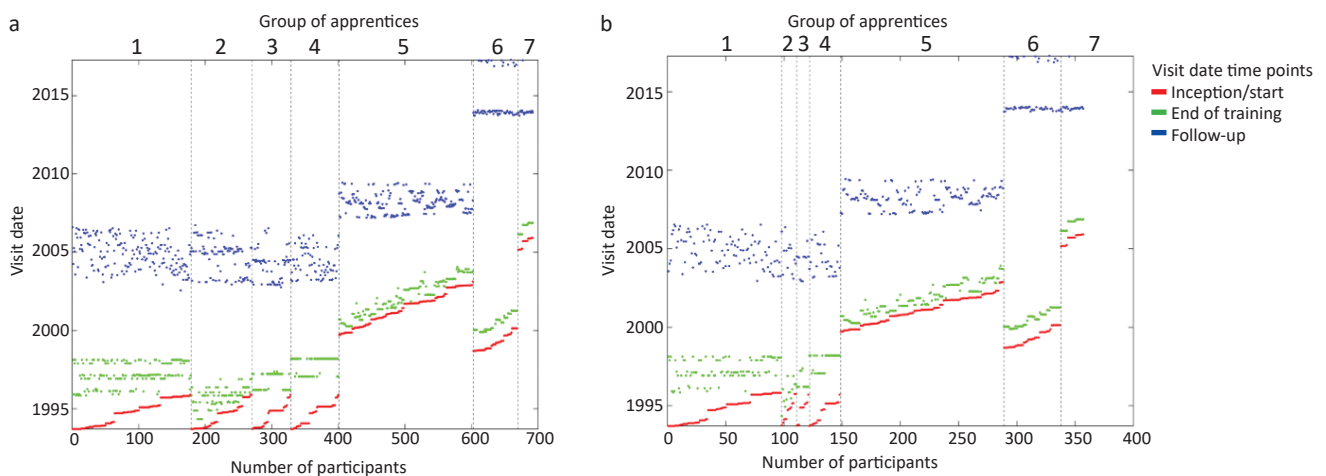 a
Group of apprentices
1 2 3 4 5 6 7
2015
2010
2005
2000
1995
Visit date
0 100 200 300 400 500 600 700
Number of participants
b
Group of apprentices
1 2 3 4 5 6 7
2015
2010
2005
2000
1995
Visit date
0 50 100 150 200 250 300 350 400
Number of participants
Visit date time points
Inception/start
End of training
Follow-up